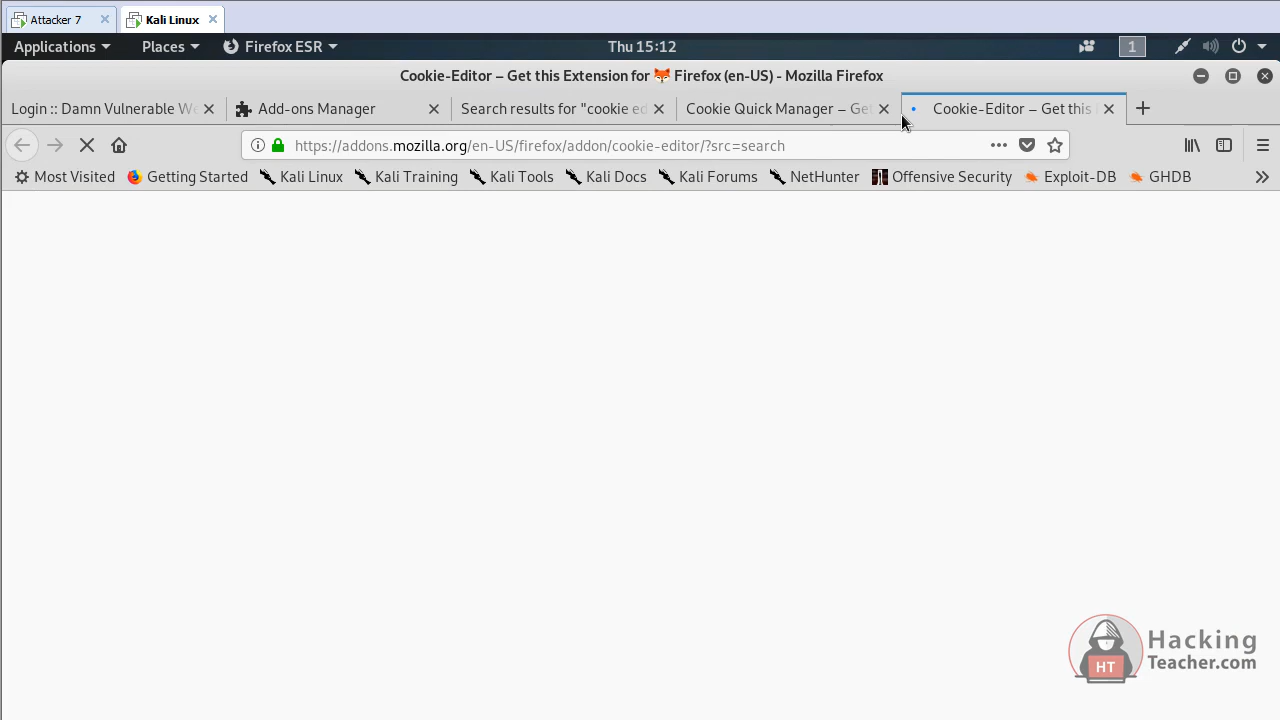 Attacker 7
Kali Linux
Applications Places Firefox ESR Thu 15:12 1
Cookie-Editor – Get this Extension for 🦊 Firefox (en-US) - Mozilla Firefox
Login :: Damn Vulnerable We Add-ons Manager Search results for "cookie ed Cookie Quick Manager – Get Cookie-Editor – Get this
https://addons.mozilla.org/en-US/firefox/addon/cookie-editor/?src=search
Most Visited Getting Started Kali Linux Kali Training Kali Tools Kali Docs Kali Forums NetHunter Offensive Security Exploit-DB GHDB
HT
Hacking
Teacher.com